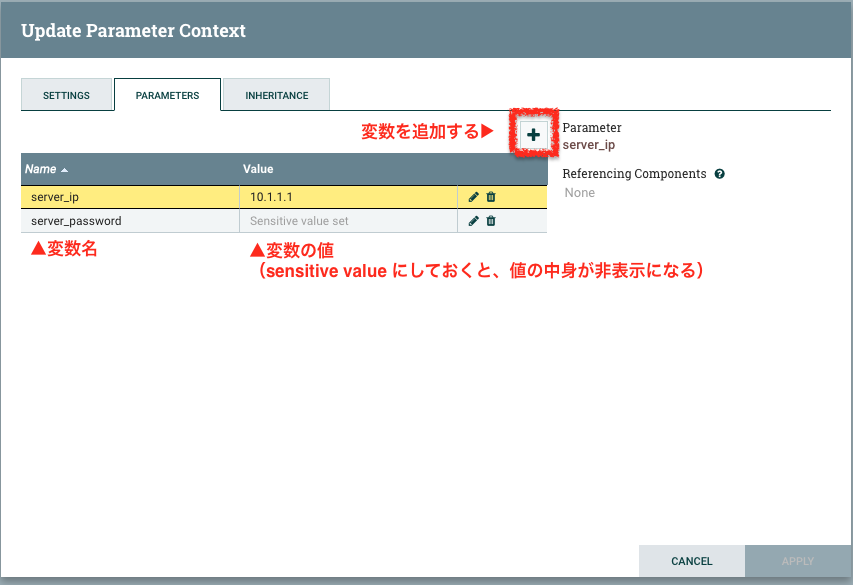 Update Parameter Context
SETTINGS PARAMETERS INHERITANCE
変数を追加する▶
Parameter
server_ip
Referencing Components
None
Name Value
server_ip 10.1.1.1
server_password Sensitive value set
▲変数名
▲変数の値
（sensitive value にしておくと、値の中身が非表示になる）
CANCEL APPLY